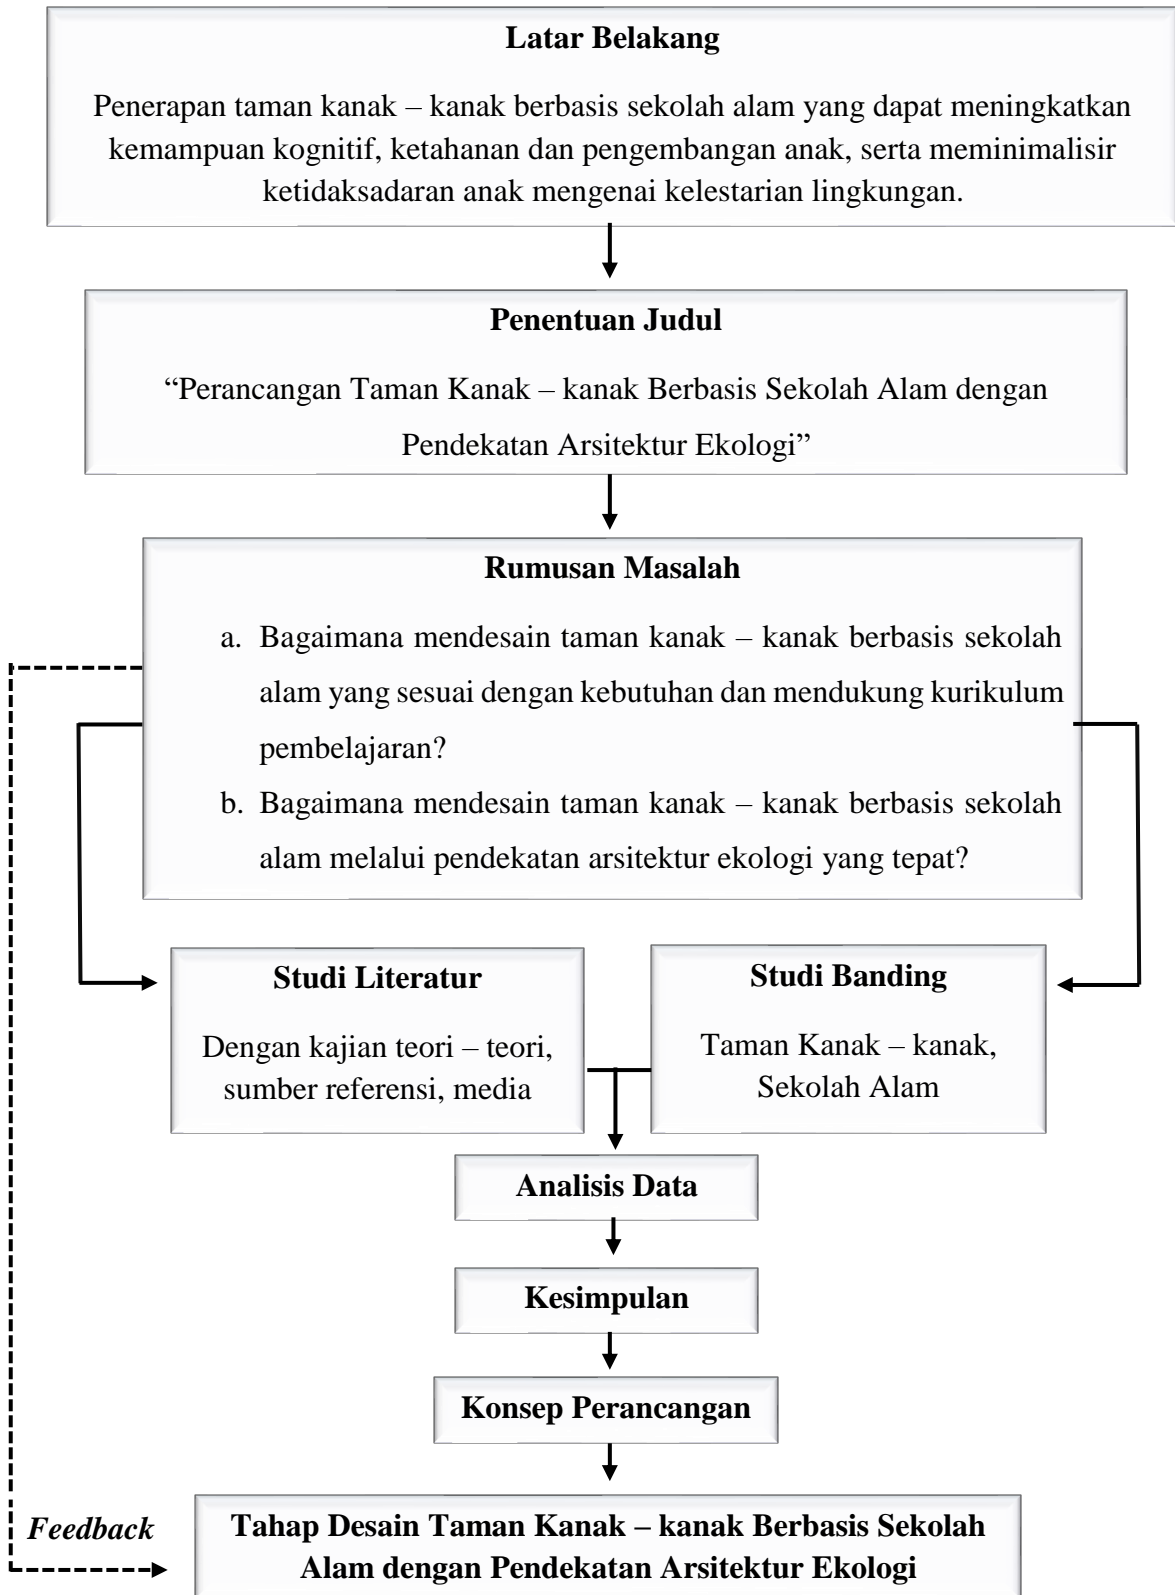 Latar Belakang
Penerapan taman kanak – kanak berbasis sekolah alam yang dapat meningkatkan
kemampuan kognitif, ketahanan dan pengembangan anak, serta meminimalisir
ketidaksadaran anak mengenai kelestarian lingkungan.
Penentuan Judul
“Perancangan Taman Kanak – kanak Berbasis Sekolah Alam dengan
Pendekatan Arsitektur Ekologi”
Rumusan Masalah
a. Bagaimana mendesain taman kanak – kanak berbasis sekolah
alam yang sesuai dengan kebutuhan dan mendukung kurikulum
pembelajaran?
b. Bagaimana mendesain taman kanak – kanak berbasis sekolah
alam melalui pendekatan arsitektur ekologi yang tepat?
Studi Literatur
Dengan kajian teori – teori,
sumber referensi, media
Studi Banding
Taman Kanak – kanak,
Sekolah Alam
Analisis Data
Kesimpulan
Konsep Perancangan
Feedback
Tahap Desain Taman Kanak – kanak Berbasis Sekolah
Alam dengan Pendekatan Arsitektur Ekologi